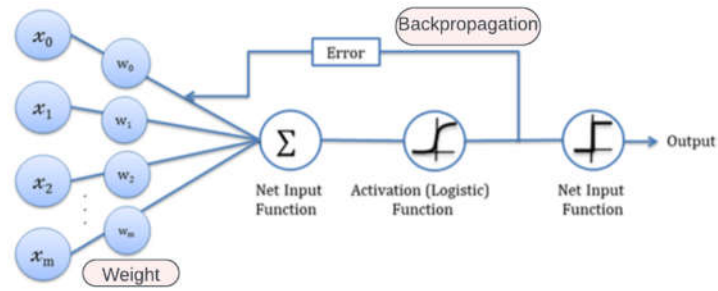 Backpropagation
Error
x₀
w₀
x₁
w₁
x₂
w₂
xₘ
wₘ
Weight
Σ
Net Input
Function
Activation (Logistic)
Function
Net Input
Function
Output